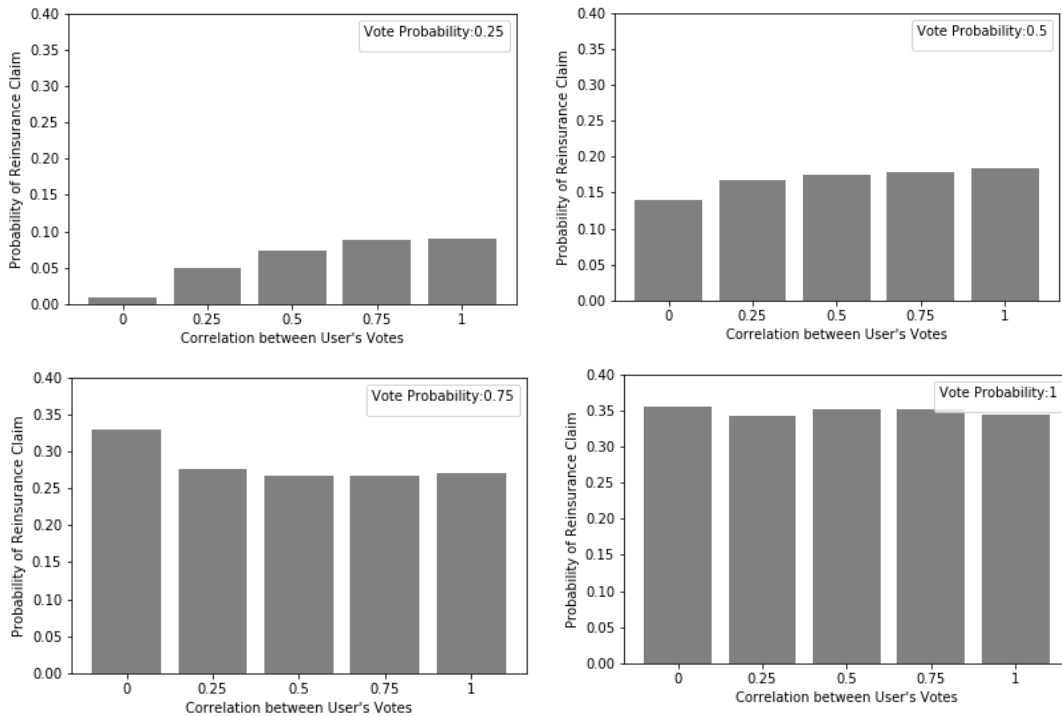 Vote Probability:0.25
0.40
0.35
0.30
0.25
0.20
0.15
0.10
0.05
0.00
Probability of Reinsurance Claim
0 0.25 0.5 0.75 1
Correlation between User's Votes
Vote Probability:0.5
0.40
0.35
0.30
0.25
0.20
0.15
0.10
0.05
0.00
Probability of Reinsurance Claim
0 0.25 0.5 0.75 1
Correlation between User's Votes
Vote Probability:0.75
0.40
0.35
0.30
0.25
0.20
0.15
0.10
0.05
0.00
Probability of Reinsurance Claim
0 0.25 0.5 0.75 1
Correlation between User's Votes
Vote Probability:1
0.40
0.35
0.30
0.25
0.20
0.15
0.10
0.05
0.00
Probability of Reinsurance Claim
0 0.25 0.5 0.75 1
Correlation between User's Votes